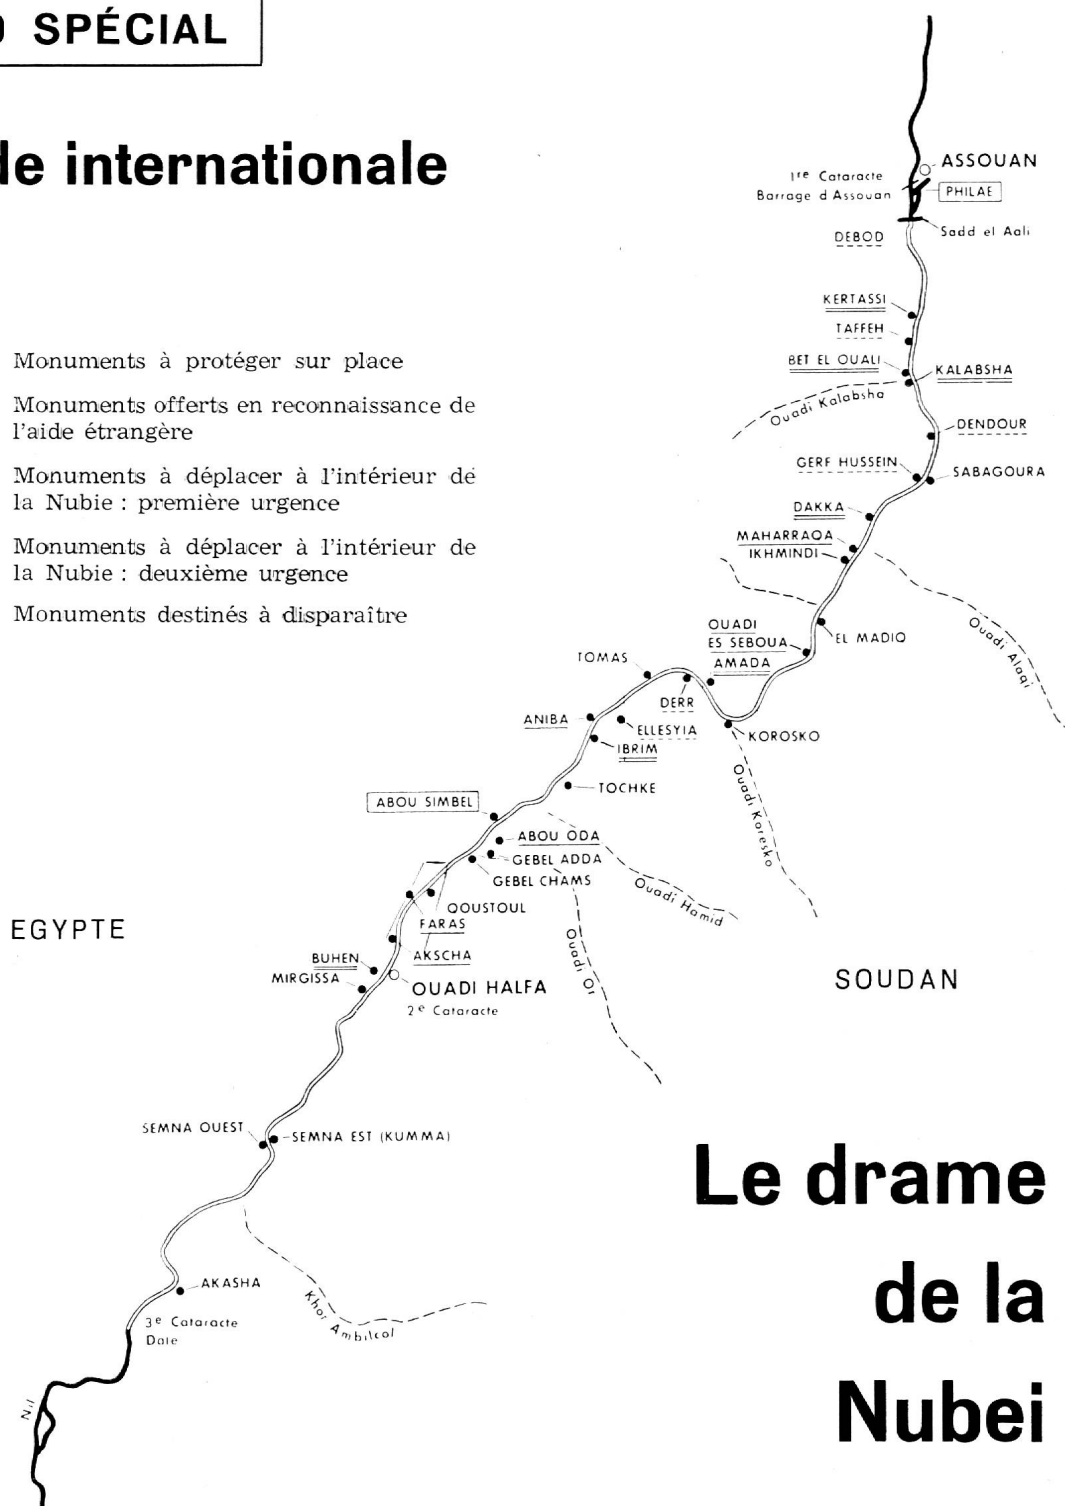 SPÉCIAL
de internationale
Monuments à protéger sur place
Monuments offerts en reconnaissance de
l'aide étrangère
Monuments à déplacer à l'intérieur de
la Nubie : première urgence
Monuments à déplacer à l'intérieur de
la Nubie : deuxième urgence
Monuments destinés à disparaître
ASSOUAN
1re Cataracte
Barrage d Assouan
PHILAE
Sadd el Aali
DEBOD
KERTASSI
TAFFEH
BET EL OUALI
KALABSHA
Ouadi Kalabsha
DENDOUR
GERF HUSSEIN
SABAGOURA
DAKKA
MAHARRAQA
IKHMINDI
Ouadi Alaqi
OUADI
ES SEBOUA
EL MADIQ
AMADA
TOMAS
DERR
ANIBA
ELLESYIA
IBRIM
KOROSKO
Ouadi Koresko
TOCHKE
ABOU SIMBEL
ABOU ODA
GEBEL ADDA
GEBEL CHAMS
Ouadi Hamid
QOUSTOUL
FARAS
Ouadi Or
EGYPTE
BUHEN
AKSCHA
MIRGISSA
OUADI HALFA
2e Cataracte
SOUDAN
SEMNA OUEST
SEMNA EST (KUMMA)
AKASHA
3e Cataracte
Dale
Khor Ambilcol
Nil
Le drame
de la
Nubei